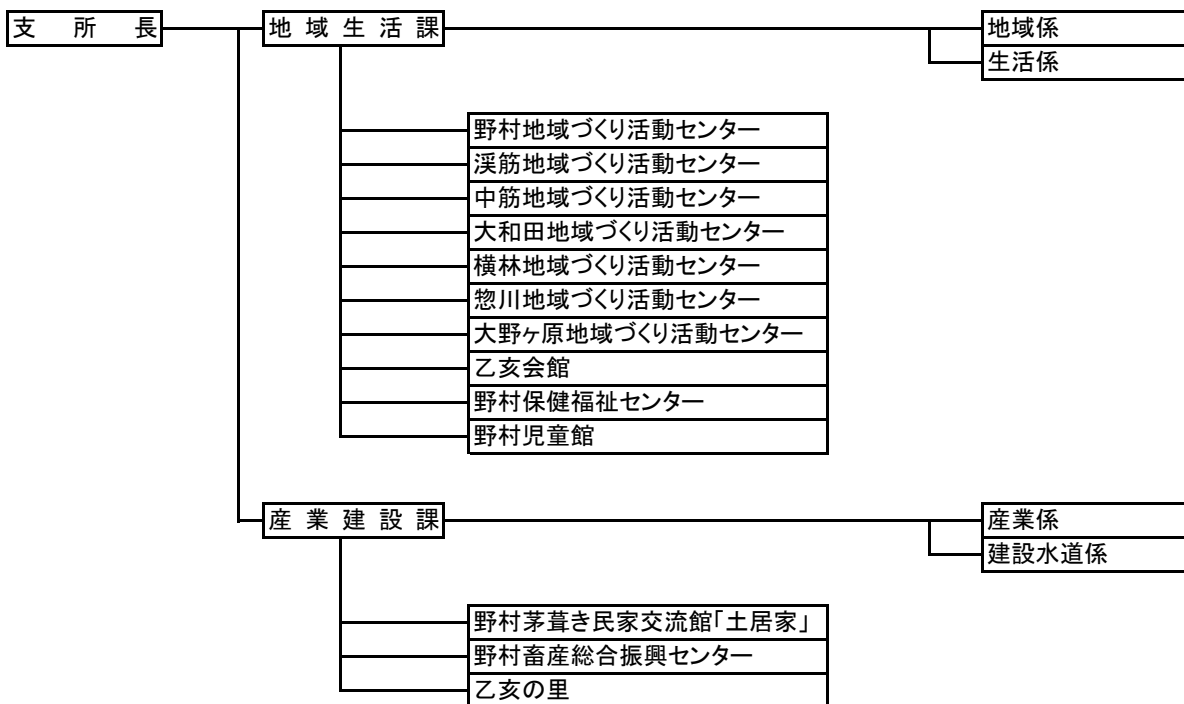 支所長
地域生活課
地域係
生活係
野村地域づくり活動センター
渓筋地域づくり活動センター
中筋地域づくり活動センター
大和田地域づくり活動センター
横林地域づくり活動センター
惣川地域づくり活動センター
大野ヶ原地域づくり活動センター
乙亥会館
野村保健福祉センター
野村児童館
産業建設課
産業係
建設水道係
野村茅葺き民家交流館「土居家」
野村畜産総合振興センター
乙亥の里